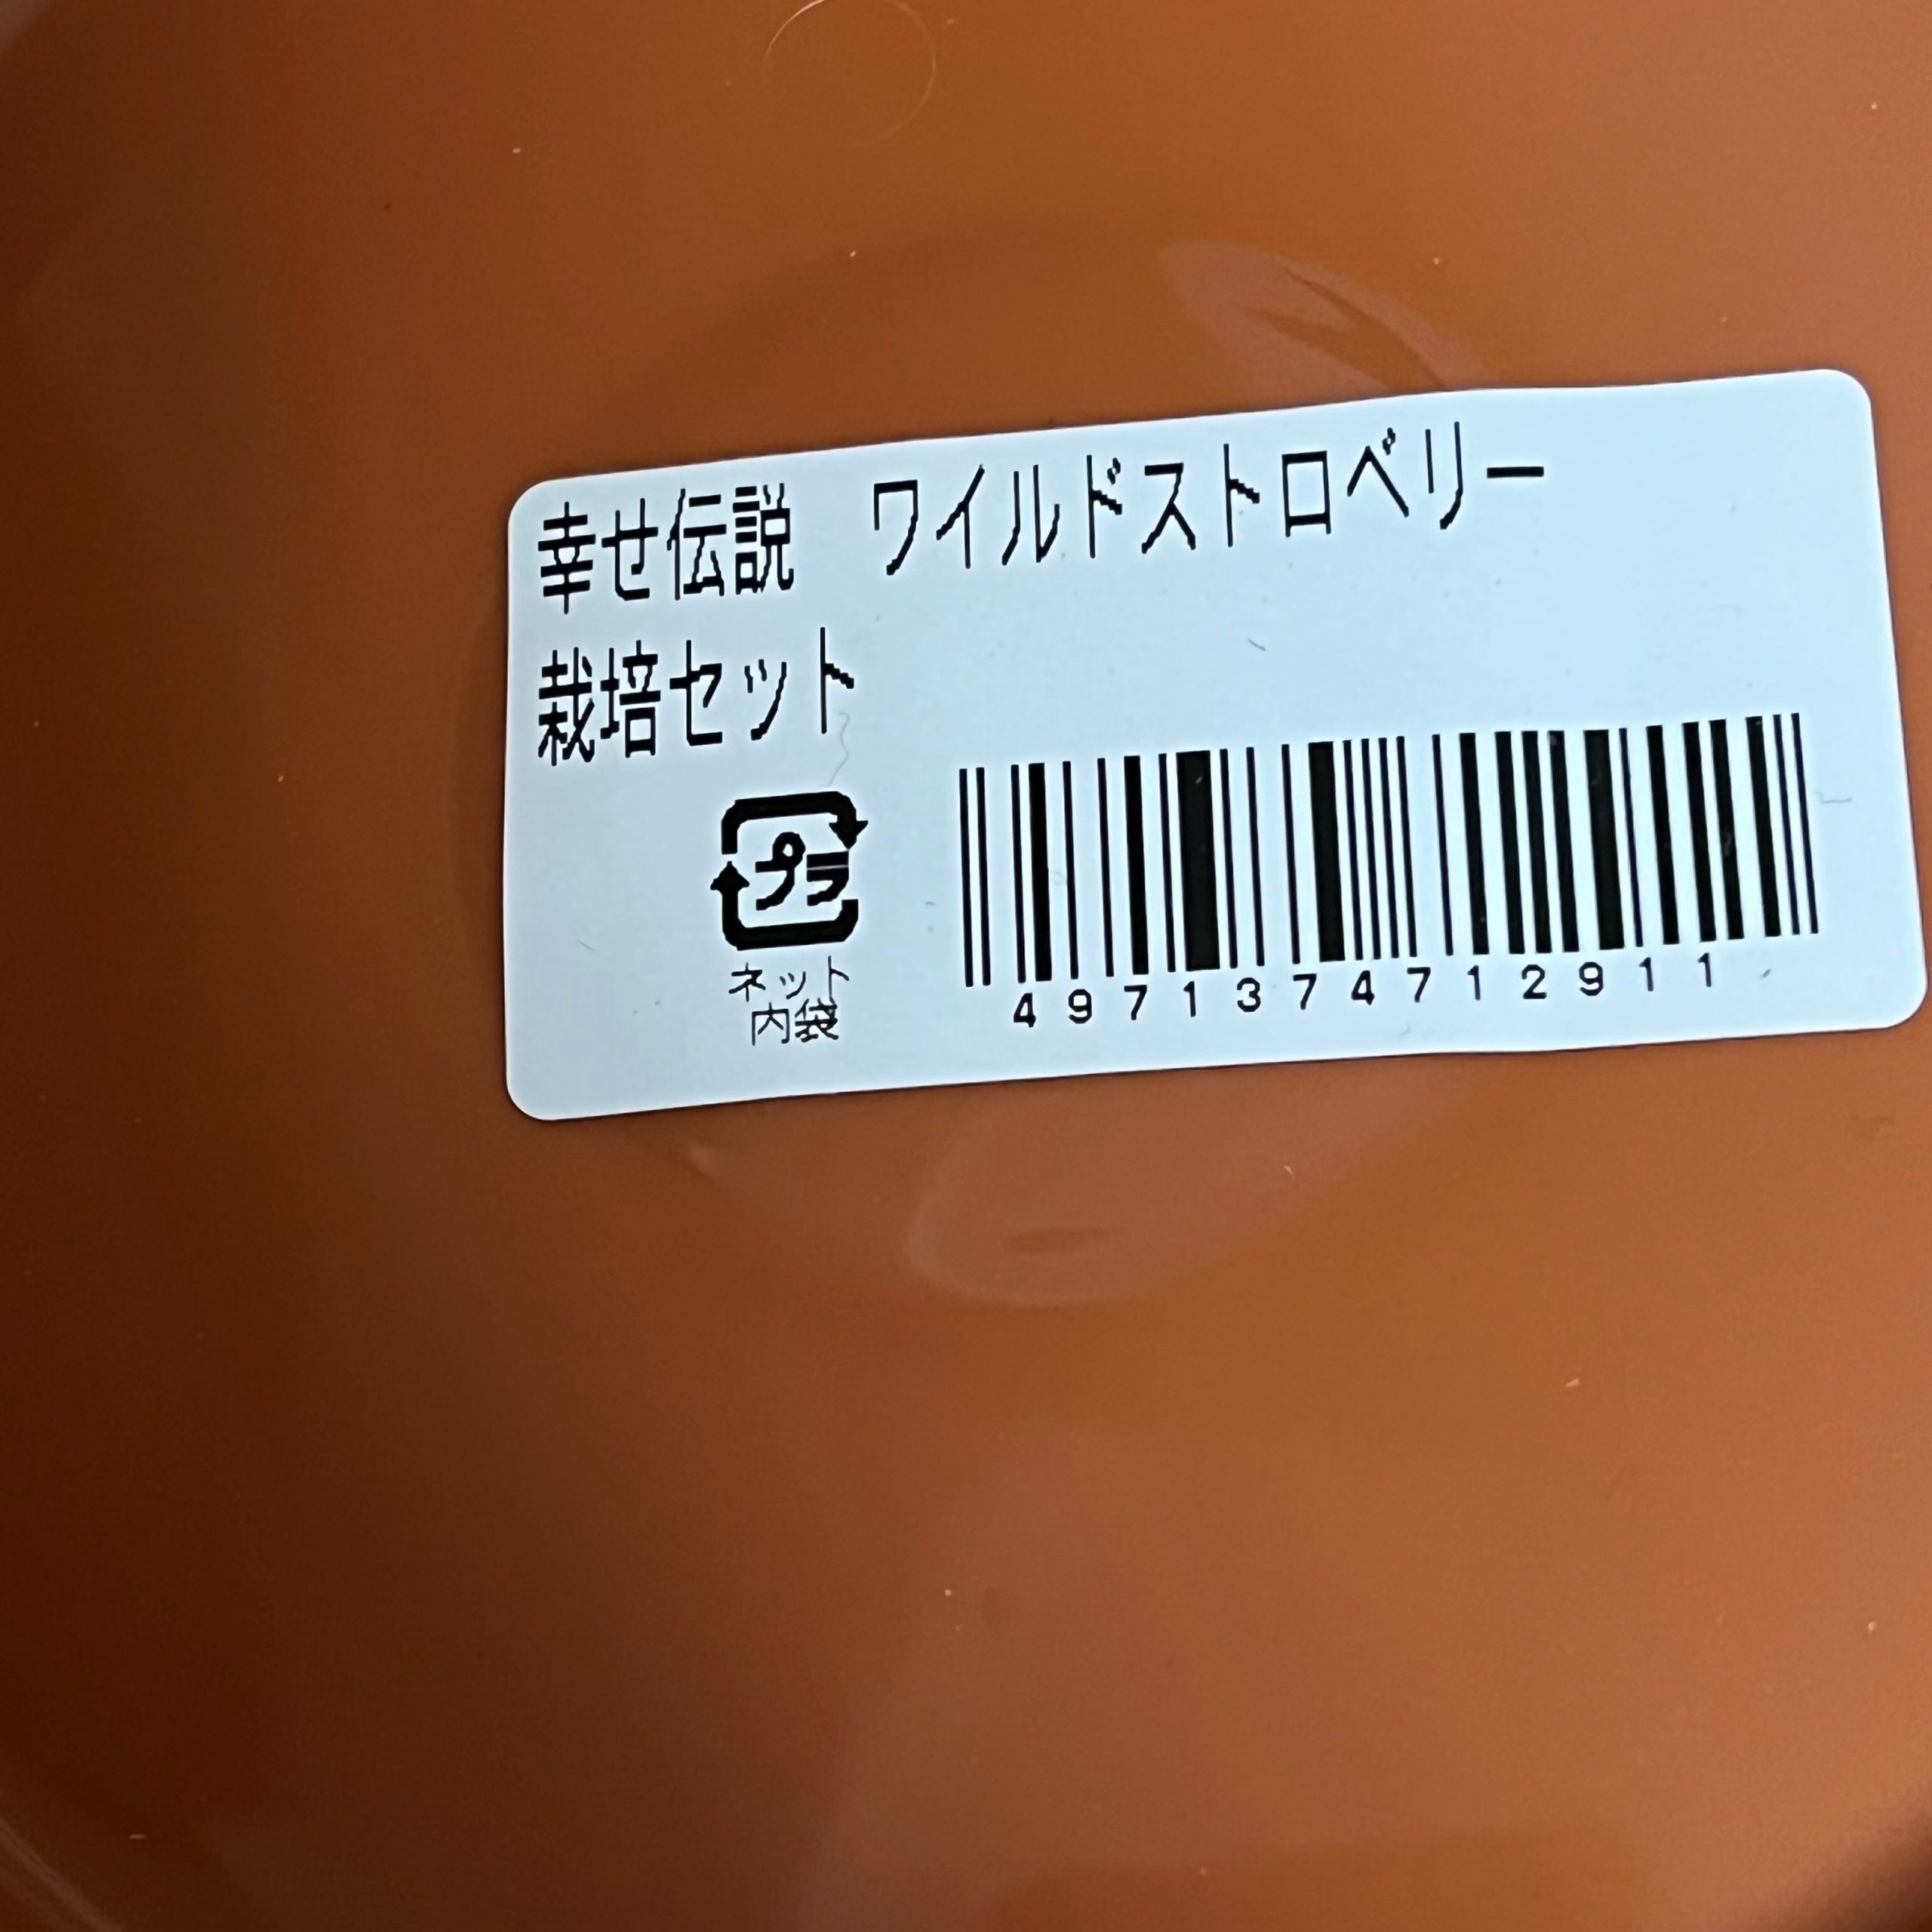 幸せ伝説　ワイルドストロベリー
栽培セット
プラ
ネット
内袋
4971374712911